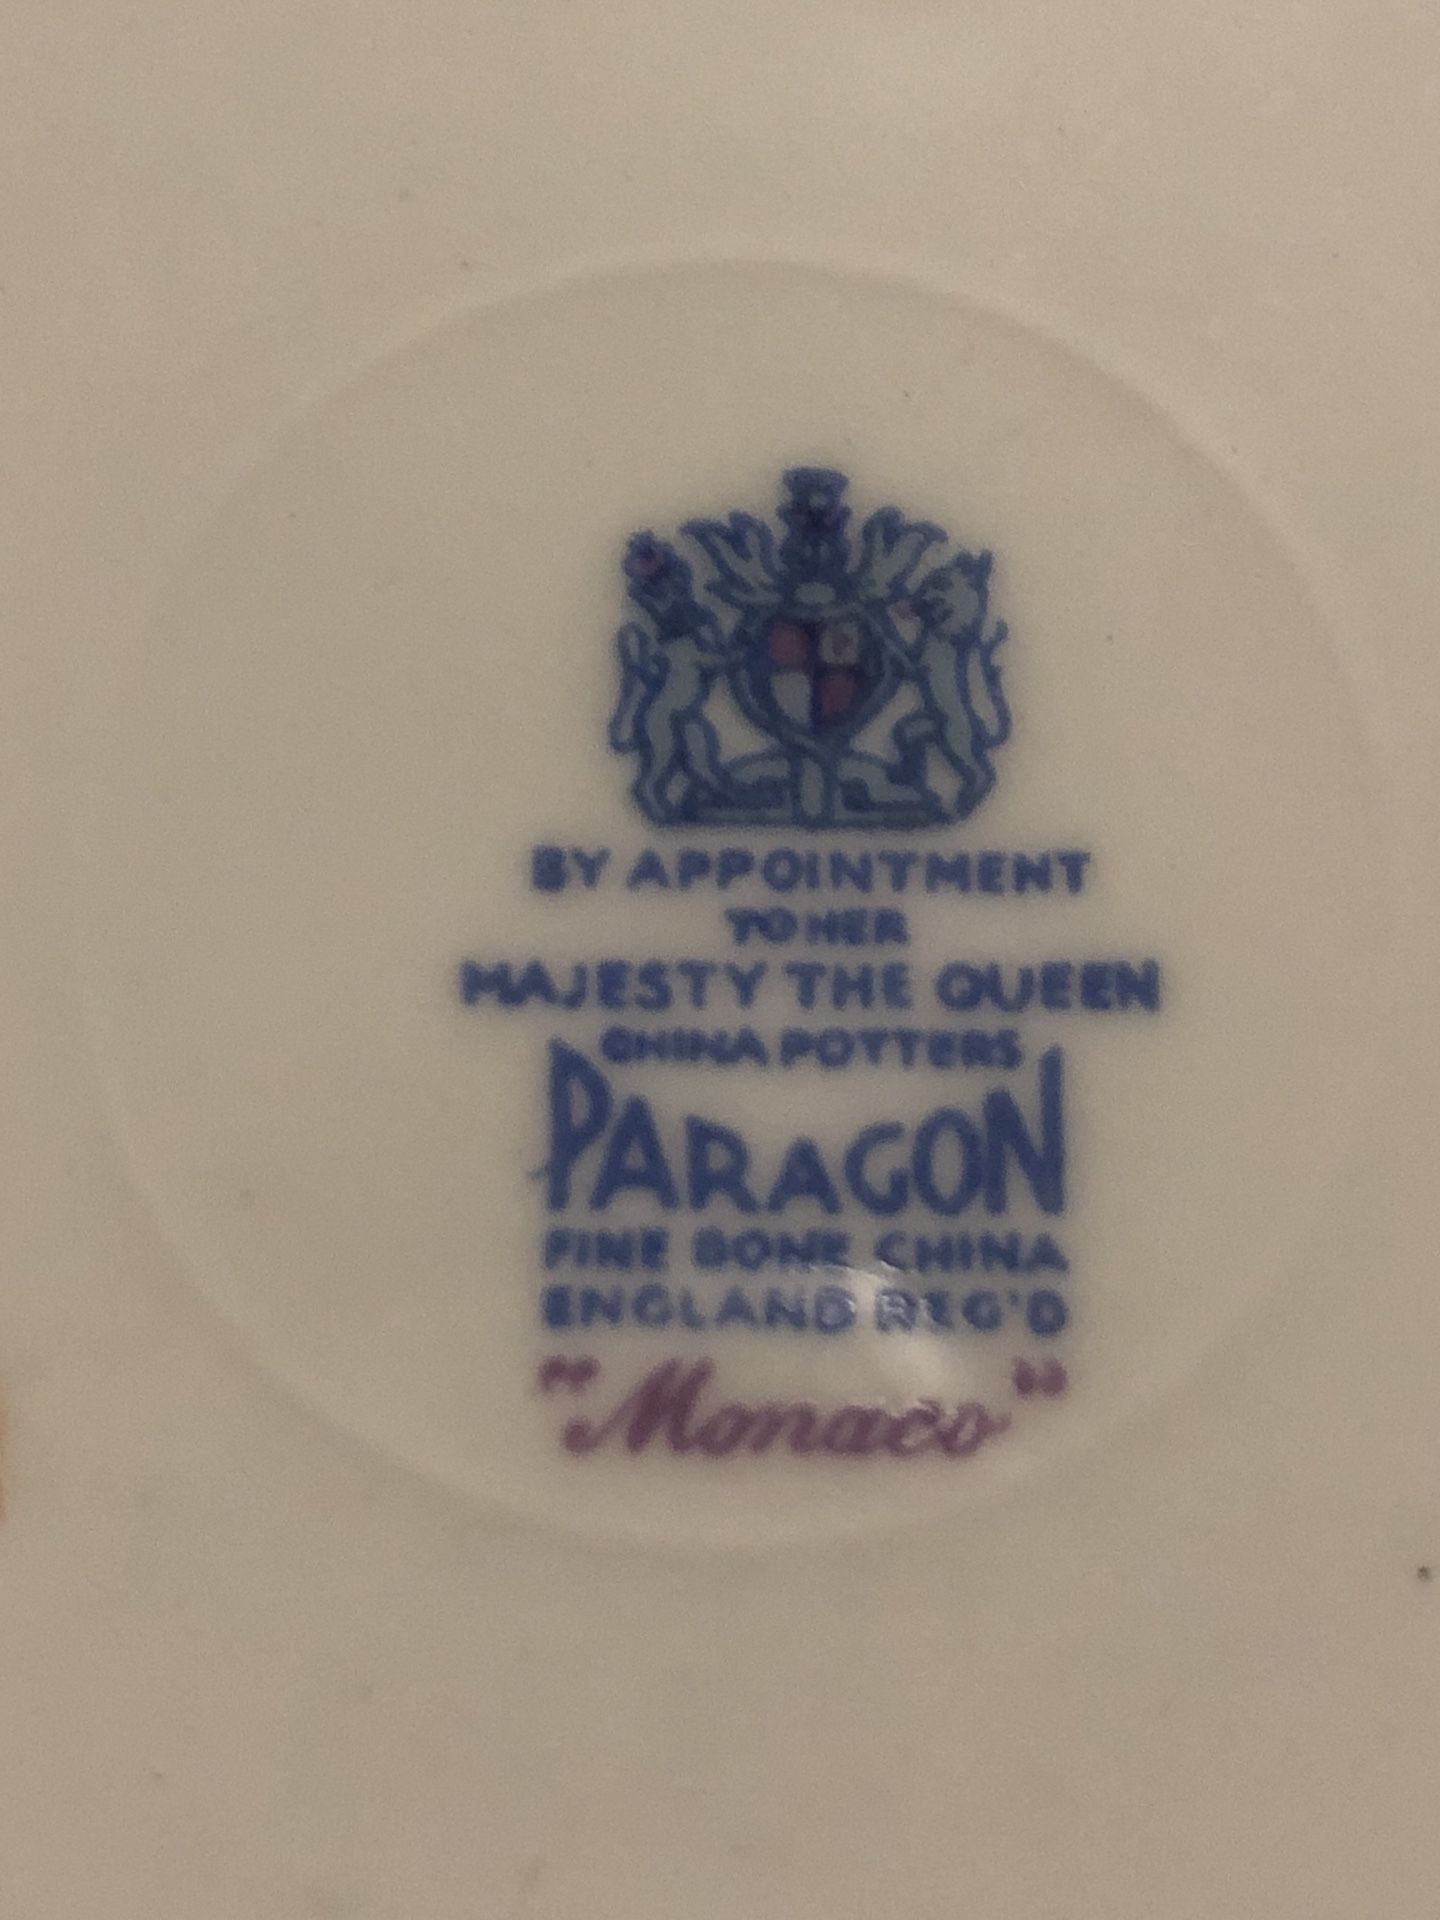 BY APPOINTMENT
TO HER
MAJESTY THE QUEEN
CHINA POTTERS
PARAGON
FINE BONE CHINA
ENGLAND REG'D
"Monaco"